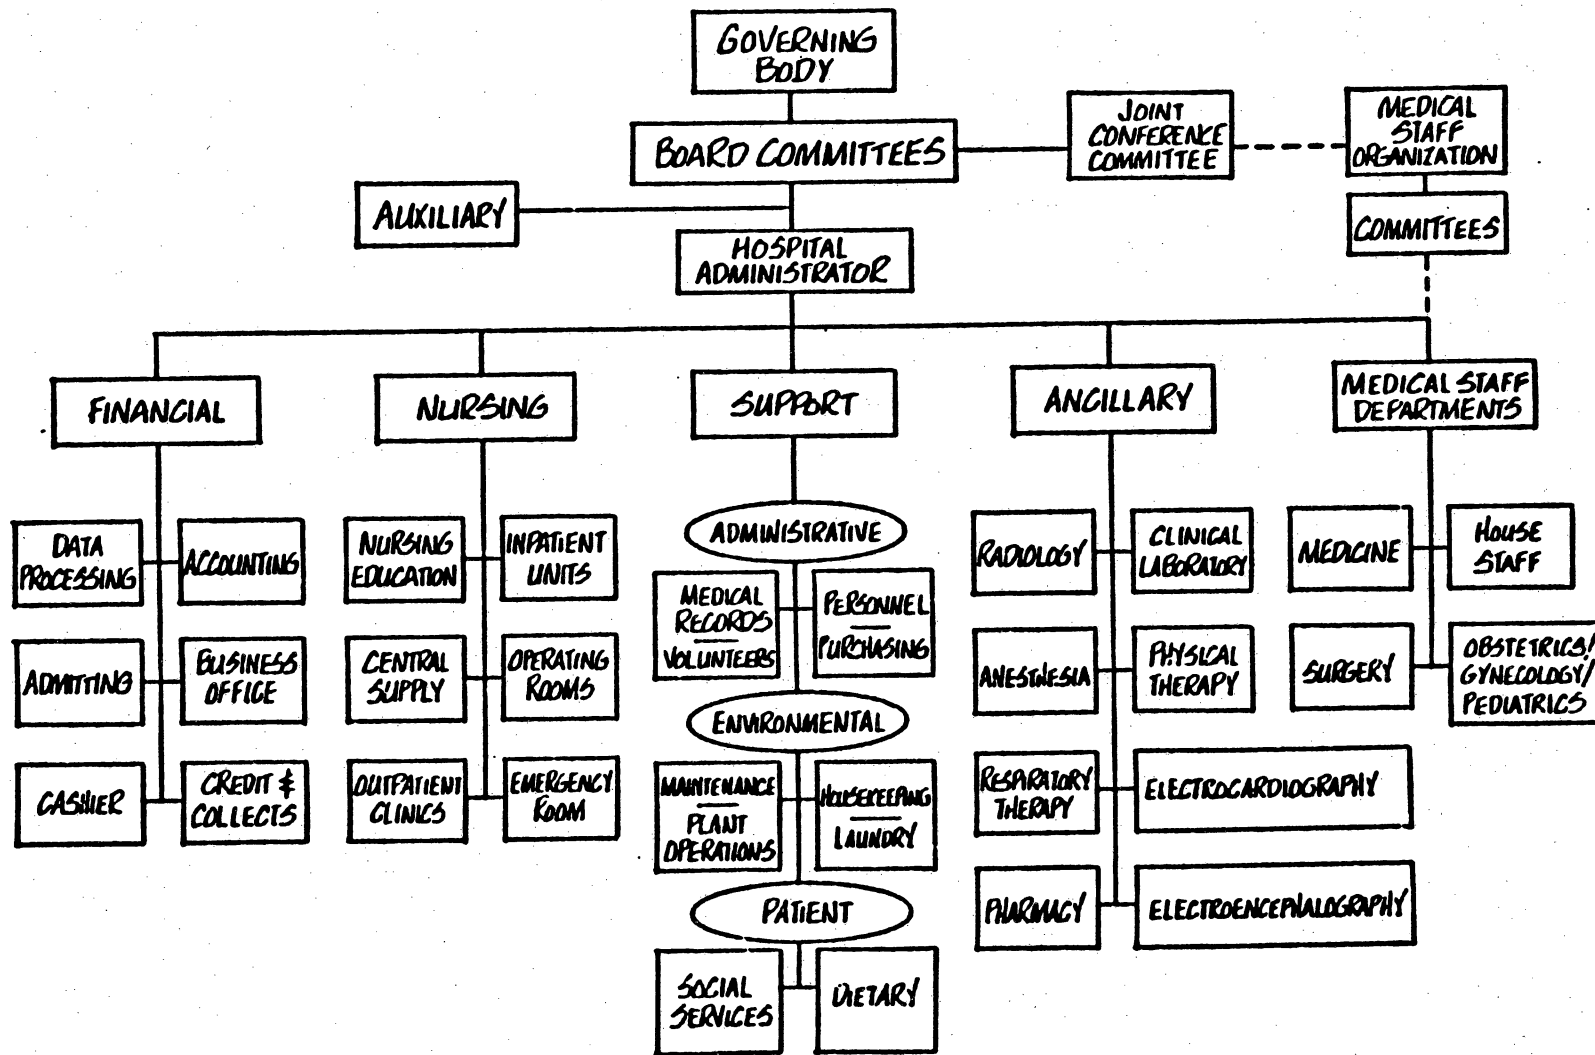 GOVERNING
BODY
BOARD COMMITTEES
JOINT
CONFERENCE
COMMITTEE
MEDICAL
STAFF
ORGANIZATION
AUXILIARY
COMMITTEES
HOSPITAL
ADMINISTRATOR
FINANCIAL
NURSING
SUPPORT
ANCILLARY
MEDICAL STAFF
DEPARTMENTS
DATA
PROCESSING
ACCOUNTING
ADMITTING
BUSINESS
OFFICE
CASHIER
CREDIT &
COLLECTS
NURSING
EDUCATION
INPATIENT
UNITS
CENTRAL
SUPPLY
OPERATING
ROOMS
OUTPATIENT
CLINICS
EMERGENCY
ROOM
ADMINISTRATIVE
MEDICAL
RECORDS
VOLUNTEERS
PERSONNEL
PURCHASING
ENVIRONMENTAL
MAINTENANCE
PLANT
OPERATIONS
HOUSEKEEPING
LAUNDRY
PATIENT
SOCIAL
SERVICES
DIETARY
RADIOLOGY
CLINICAL
LABORATORY
ANESTHESIA
PHYSICAL
THERAPY
RESPIRATORY
THERAPY
ELECTROCARDIOGRAPHY
PHARMACY
ELECTROENCEPHALOGRAPHY
MEDICINE
HOUSE
STAFF
SURGERY
OBSTETRICS/
GYNECOLOGY/
PEDIATRICS